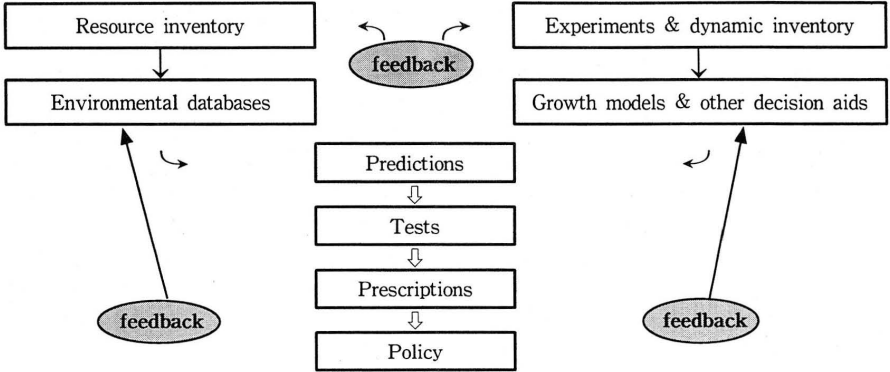 Resource inventory
Experiments & dynamic inventory
feedback
Environmental databases
Growth models & other decision aids
Predictions
Tests
Prescriptions
feedback
feedback
Policy